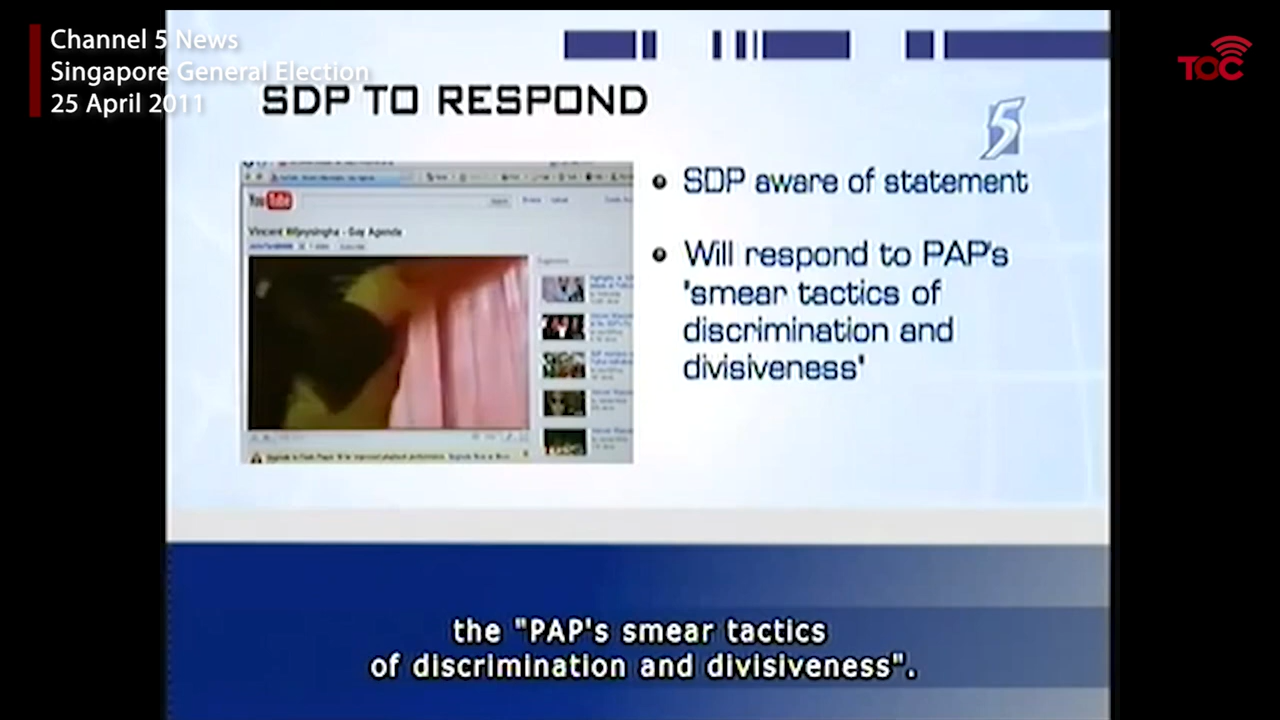 Channel 5 News
Singapore General Election
25 April 2011
TOC
SDP TO RESPOND
5
YouTube
Search
Vincent Wijeysingha - Gay Agenda
SDP aware of statement
Will respond to PAP's
'smear tactics of
discrimination and
divisiveness'
the "PAP's smear tactics
of discrimination and divisiveness".